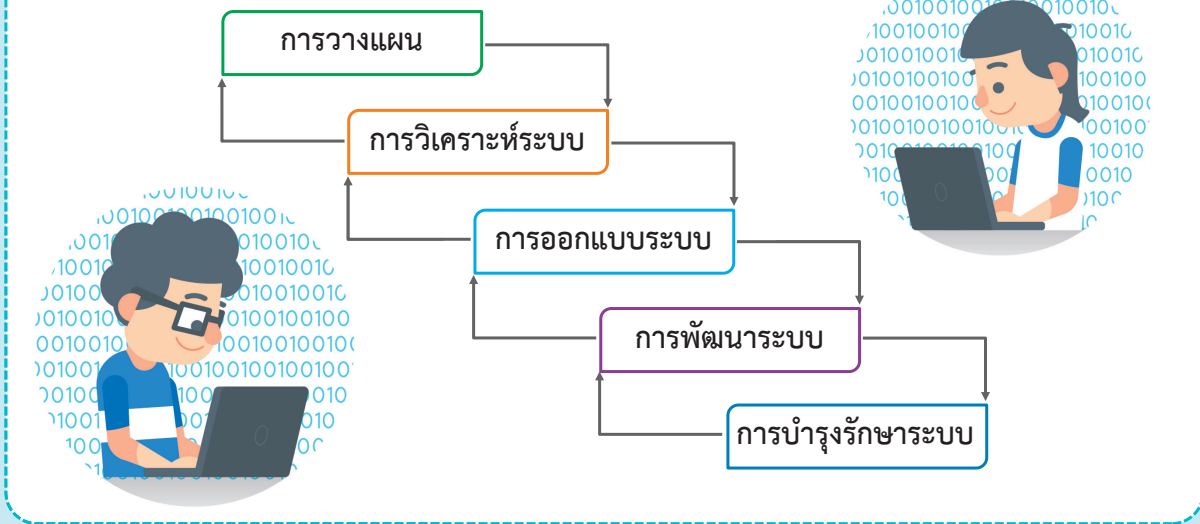 การวางแผน
การวิเคราะห์ระบบ
การออกแบบระบบ
การพัฒนาระบบ
การบำรุงรักษาระบบ